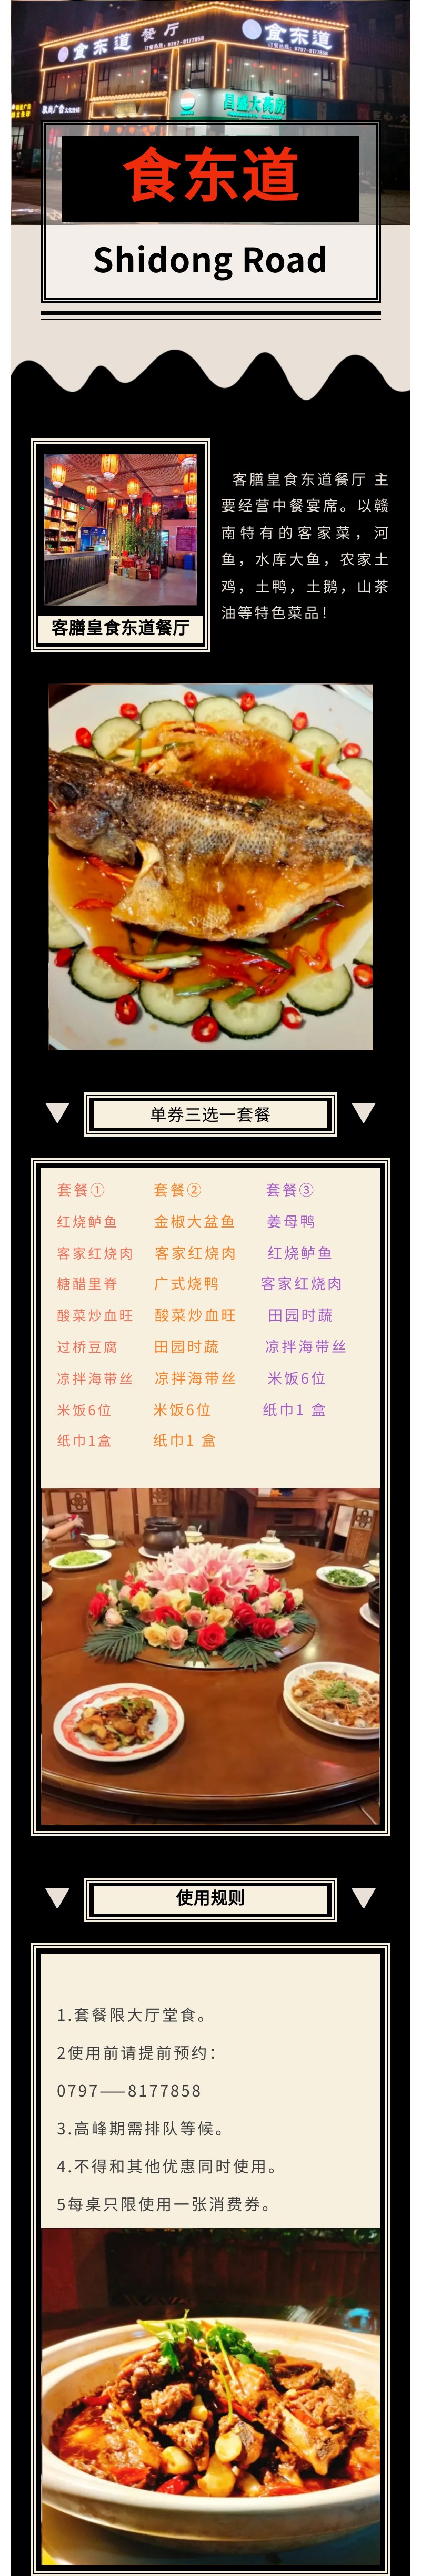 食东道 餐厅
订餐热线：0797-8177858
食东道
昌盛大药房
食东道
Shidong Road
客膳皇食东道餐厅 主
要经营中餐宴席。以赣
南特有的客家菜，河
鱼，水库大鱼，农家土
鸡，土鸭，土鹅，山茶
油等特色菜品！
客膳皇食东道餐厅
单券三选一套餐
套餐① 套餐② 套餐③
红烧鲈鱼 金椒大盆鱼 姜母鸭
客家红烧肉 客家红烧肉 红烧鲈鱼
糖醋里脊 广式烧鸭 客家红烧肉
酸菜炒血旺 酸菜炒血旺 田园时蔬
过桥豆腐 田园时蔬 凉拌海带丝
凉拌海带丝 凉拌海带丝 米饭6位
米饭6位 米饭6位 纸巾1 盒
纸巾1盒 纸巾1 盒
使用规则
1.套餐限大厅堂食。
2使用前请提前预约：
0797——8177858
3.高峰期需排队等候。
4.不得和其他优惠同时使用。
5每桌只限使用一张消费券。